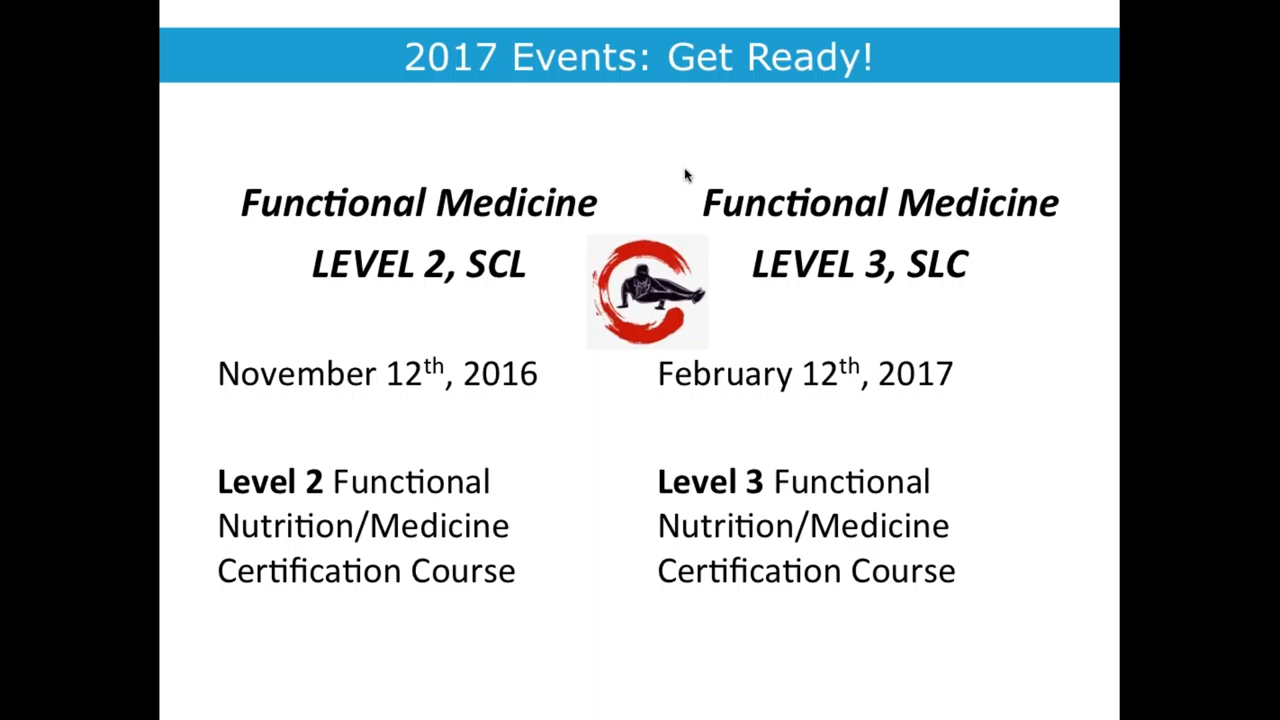 2017 Events: Get Ready!
Functional Medicine
LEVEL 2, SCL
November 12th, 2016
Level 2 Functional
Nutrition/Medicine
Certification Course
Functional Medicine
LEVEL 3, SLC
February 12th, 2017
Level 3 Functional
Nutrition/Medicine
Certification Course